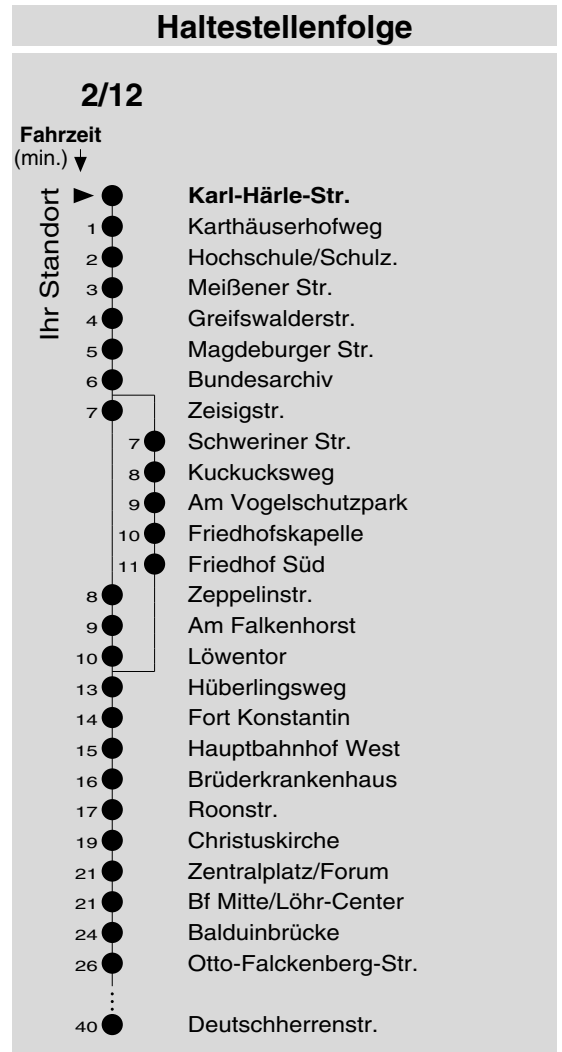 Haltestellenfolge
2/12
Fahrzeit
(min.)
Ihr Standort
Karl-Härle-Str.
1 Karthäuserhofweg
2 Hochschule/Schulz.
3 Meißener Str.
4 Greifswalderstr.
5 Magdeburger Str.
6 Bundesarchiv
7 Zeisigstr.
7 Schweriner Str.
8 Kuckucksweg
9 Am Vogelschutzpark
10 Friedhofskapelle
11 Friedhof Süd
8 Zeppelinstr.
9 Am Falkenhorst
10 Löwentor
13 Hüberlingsweg
14 Fort Konstantin
15 Hauptbahnhof West
16 Brüderkrankenhaus
17 Roonstr.
19 Christuskirche
21 Zentralplatz/Forum
21 Bf Mitte/Löhr-Center
24 Balduinbrücke
26 Otto-Falckenberg-Str.
40 Deutschherrenstr.